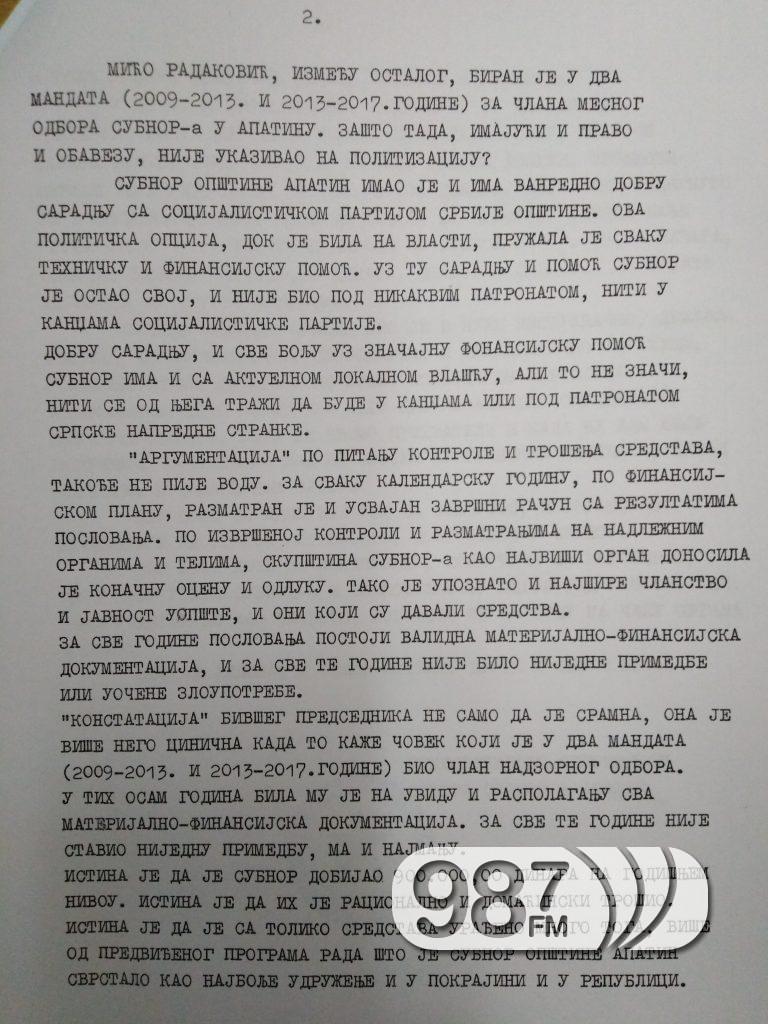 2.
МИЋО РАДАКОВИЋ, ИЗМЕЂУ ОСТАЛОГ, БИРАН ЈЕ У ДВА
МАНДАТА (2009-2013. И 2013-2017.ГОДИНЕ) ЗА ЧЛАНА МЕСНОГ
ОДБОРА СУБНОР-а У АПАТИНУ. ЗАШТО ТАДА, ИМАЈУЋИ И ПРАВО
И ОБАВЕЗУ, НИЈЕ УКАЗИВАО НА ПОЛИТИЗАЦИЈУ?
СУБНОР ОПШТИНЕ АПАТИН ИМАО ЈЕ И ИМА ВАНРЕДНО ДОБРУ
САРАДЊУ СА СОЦИЈАЛИСТИЧКОМ ПАРТИЈОМ СРБИЈЕ ОПШТИНЕ. ОВА
ПОЛИТИЧКА ОПЦИЈА, ДОК ЈЕ БИЛА НА ВЛАСТИ, ПРУЖАЛА ЈЕ СВАКУ
ТЕХНИЧКУ И ФИНАНСИЈСКУ ПОМОЋ. УЗ ТУ САРАДЊУ И ПОМОЋ СУБНОР
ЈЕ ОСТАО СВОЈ, И НИЈЕ БИО ПОД НИКАКВИМ ПАТРОНАТОМ, НИТИ У
КАНЏАМА СОЦИЈАЛИСТИЧКЕ ПАРТИЈЕ.
ДОБРУ САРАДЊУ, И СВЕ БОЉУ УЗ ЗНАЧАЈНУ ФОНАНСИЈСКУ ПОМОЋ
СУБНОР ИМА И СА АКТУЕЛНОМ ЛОКАЛНОМ ВЛАШЋУ, АЛИ ТО НЕ ЗНАЧИ,
НИТИ СЕ ОД ЊЕГА ТРАЖИ ДА БУДЕ У КАНЏАМА ИЛИ ПОД ПАТРОНАТОМ
СРПСКЕ НАПРЕДНЕ СТРАНКЕ.
"АРГУМЕНТАЦИЈА" ПО ПИТАЊУ КОНТРОЛЕ И ТРОШЕЊА СРЕДСТАВА,
ТАКОЂЕ НЕ ПИЈЕ ВОДУ. ЗА СВАКУ КАЛЕНДАРСКУ ГОДИНУ, ПО ФИНАНСИЈ-
СКОМ ПЛАНУ, РАЗМАТРАН ЈЕ И УСВАЈАН ЗАВРШНИ РАЧУН СА РЕЗУЛТАТИМА
ПОСЛОВАЊА. ПО ИЗВРШЕНОЈ КОНТРОЛИ И РАЗМАТРАЊИМА НА НАДЛЕЖНИМ
ОРГАНИМА И ТЕЛИМА, СКУПШТИНА СУБНОР-а КАО НАЈВИШИ ОРГАН ДОНОСИЛА
ЈЕ КОНАЧНУ ОЦЕНУ И ОДЛУКУ. ТАКО ЈЕ УПОЗНАТО И НАЈШИРЕ ЧЛАНСТВО
И ЈАВНОСТ УОПШТЕ, И ОНИ КОЈИ СУ ДАВАЛИ СРЕДСТВА.
ЗА СВЕ ГОДИНЕ ПОСЛОВАЊА ПОСТОЈИ ВАЛИДНА МАТЕРИЈАЛНО-ФИНАНСИЈСКА
ДОКУМЕНТАЦИЈА, И ЗА СВЕ ТЕ ГОДИНЕ НИЈЕ БИЛО НИЈЕДНЕ ПРИМЕДБЕ
ИЛИ УОЧЕНЕ ЗЛОУПОТРЕБЕ.
"КОНСТАТАЦИЈА" БИВШЕГ ПРЕДСЕДНИКА НЕ САМО ДА ЈЕ СРАМНА, ОНА ЈЕ
ВИШЕ НЕГО ЦИНИЧНА КАДА ТО КАЖЕ ЧОВЕК КОЈИ ЈЕ У ДВА МАНДАТА
(2009-2013. И 2013-2017.ГОДИНЕ) БИО ЧЛАН НАДЗОРНОГ ОДБОРА.
У ТИХ ОСАМ ГОДИНА БИЛА МУ ЈЕ НА УВИДУ И РАСПОЛАГАЊУ СВА
МАТЕРИЈАЛНО-ФИНАНСИЈСКА ДОКУМЕНТАЦИЈА. ЗА СВЕ ТЕ ГОДИНЕ НИЈЕ
СТАВИО НИЈЕДНУ ПРИМЕДБУ, МА И НАЈМАЊУ.
ИСТИНА ЈЕ ДА ЈЕ СУБНОР ДОБИЈАО ДИНАРА НА ГОДИШЊЕМ
НИВОУ. ИСТИНА ЈЕ ДА ИХ ЈЕ РАЦИОНАЛНО И ДОМАЋИНСКИ ТРОШИО.
ИСТИНА ЈЕ ДА ЈЕ СА ТОЛИКО СРЕДСТАВА УРАЂЕНО МНОГО ТОГА. ВИШЕ
ОД ПРЕДВИЂЕНОГ ПРОГРАМА РАДА ШТО ЈЕ СУБНОР ОПШТИНЕ АПАТИН
СВРСТАЛО КАО НАЈБОЉЕ УДРУЖЕЊЕ И У ПОКРАЈИНИ И У РЕПУБЛИЦИ.
987
FM